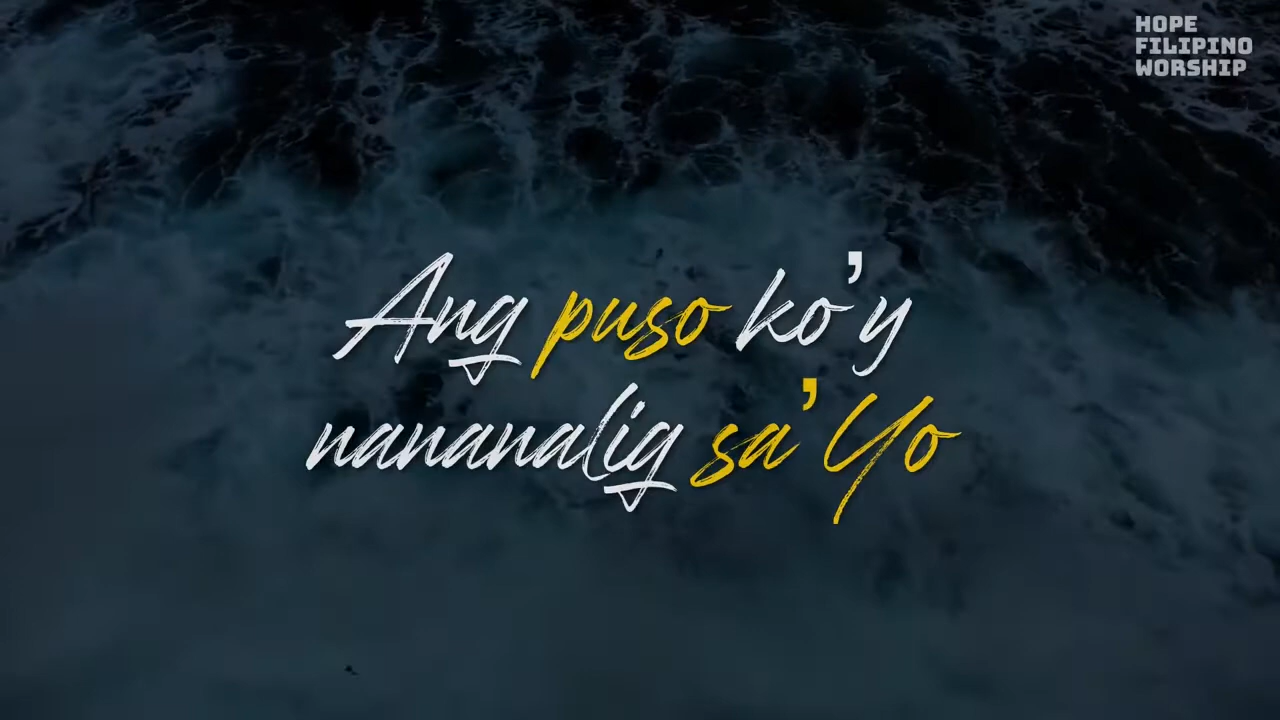 HOPE
FILIPINO
WORSHIP
Ang puso ko’y
nananalig sa’Yo